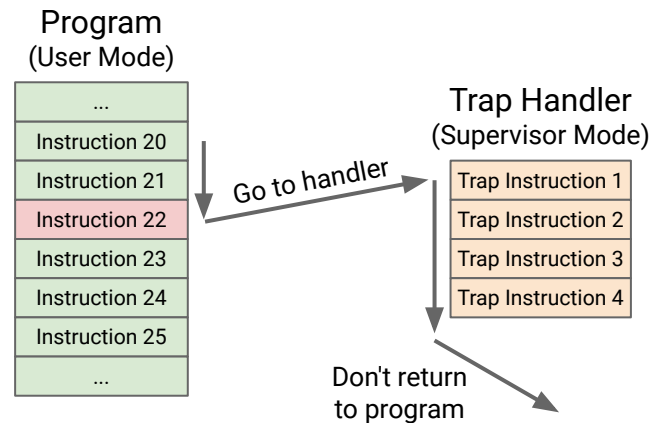 Program
(User Mode)
...
Instruction 20
Instruction 21
Instruction 22
Instruction 23
Instruction 24
Instruction 25
...
Go to handler
Trap Handler
(Supervisor Mode)
Trap Instruction 1
Trap Instruction 2
Trap Instruction 3
Trap Instruction 4
Don't return
to program